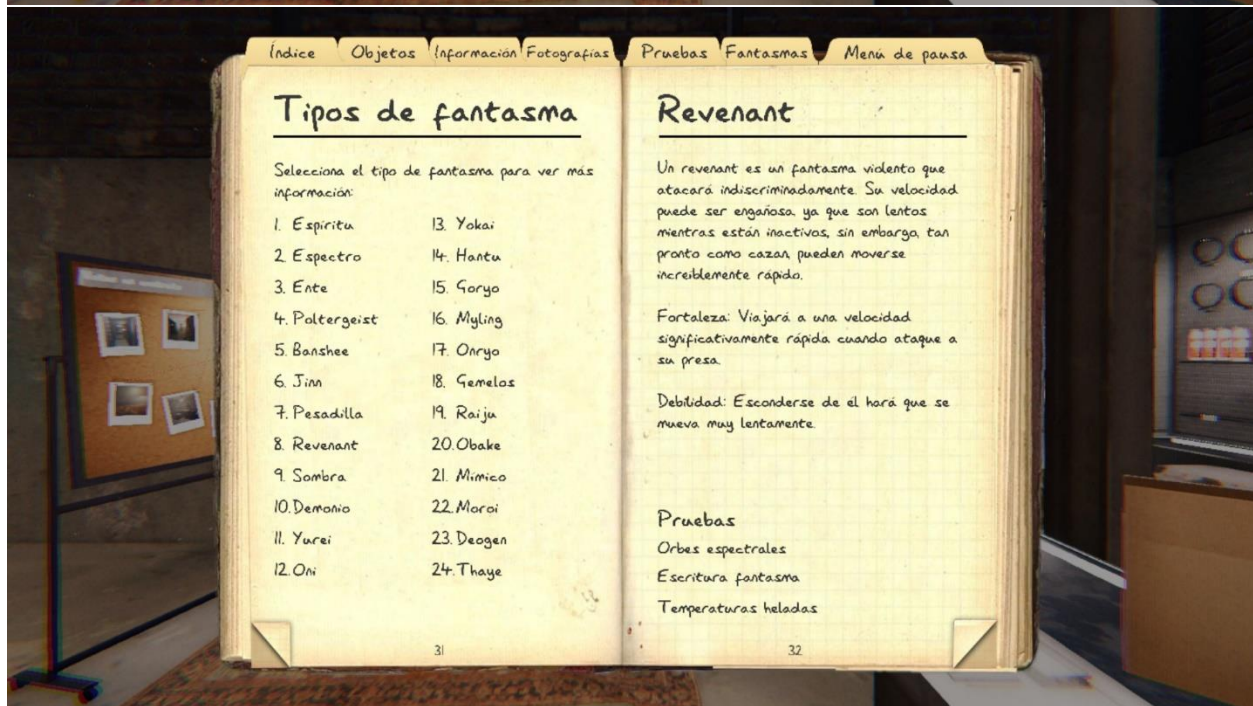 Índice Objetos Información Fotografías Pruebas Fantasmas Menú de pausa
Tipos de fantasma
Selecciona el tipo de fantasma para ver más
información:
1. Espíritu
2. Espectro
3. Ente
4. Poltergeist
5. Banshee
6. Jinn
7. Pesadilla
8. Revenant
9. Sombra
10. Demonio
11. Yurei
12. Oni
13. Yokai
14. Hantu
15. Goryo
16. Myling
17. Onryo
18. Gemelos
19. Raiju
20. Obake
21. Mímico
22. Moroi
23. Deogen
24. Thaye
31
Revenant
Un revenant es un fantasma violento que
atacará indiscriminadamente. Su velocidad
puede ser engañosa, ya que son lentos
mientras están inactivos, sin embargo, tan
pronto como cazan, pueden moverse
increíblemente rápido.
Fortaleza: Viajará a una velocidad
significativamente rápida cuando ataque a
su presa.
Debilidad: Esconderse de él hará que se
mueva muy lentamente.
Pruebas
Orbes espectrales
Escritura fantasma
Temperaturas heladas
32